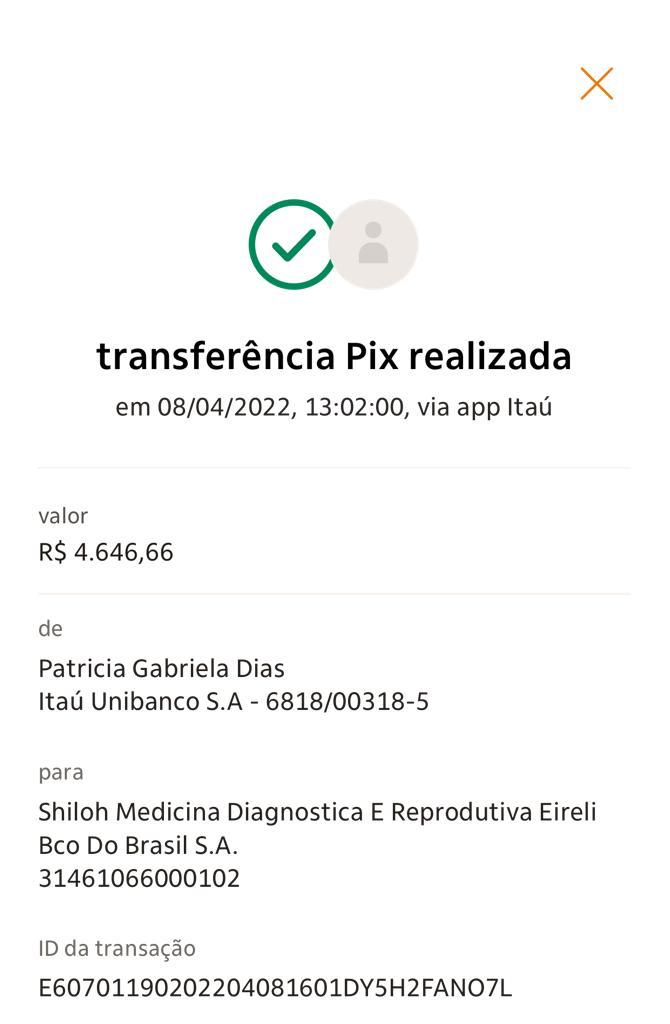 transferência Pix realizada
em 08/04/2022, 13:02:00, via app Itaú
valor
R$ 4.646,66
de
Patricia Gabriela Dias
Itaú Unibanco S.A - 6818/00318-5
para
Shiloh Medicina Diagnostica E Reprodutiva Eireli
Bco Do Brasil S.A.
31461066000102
ID da transação
E60701190202204081601DY5H2FANO7L